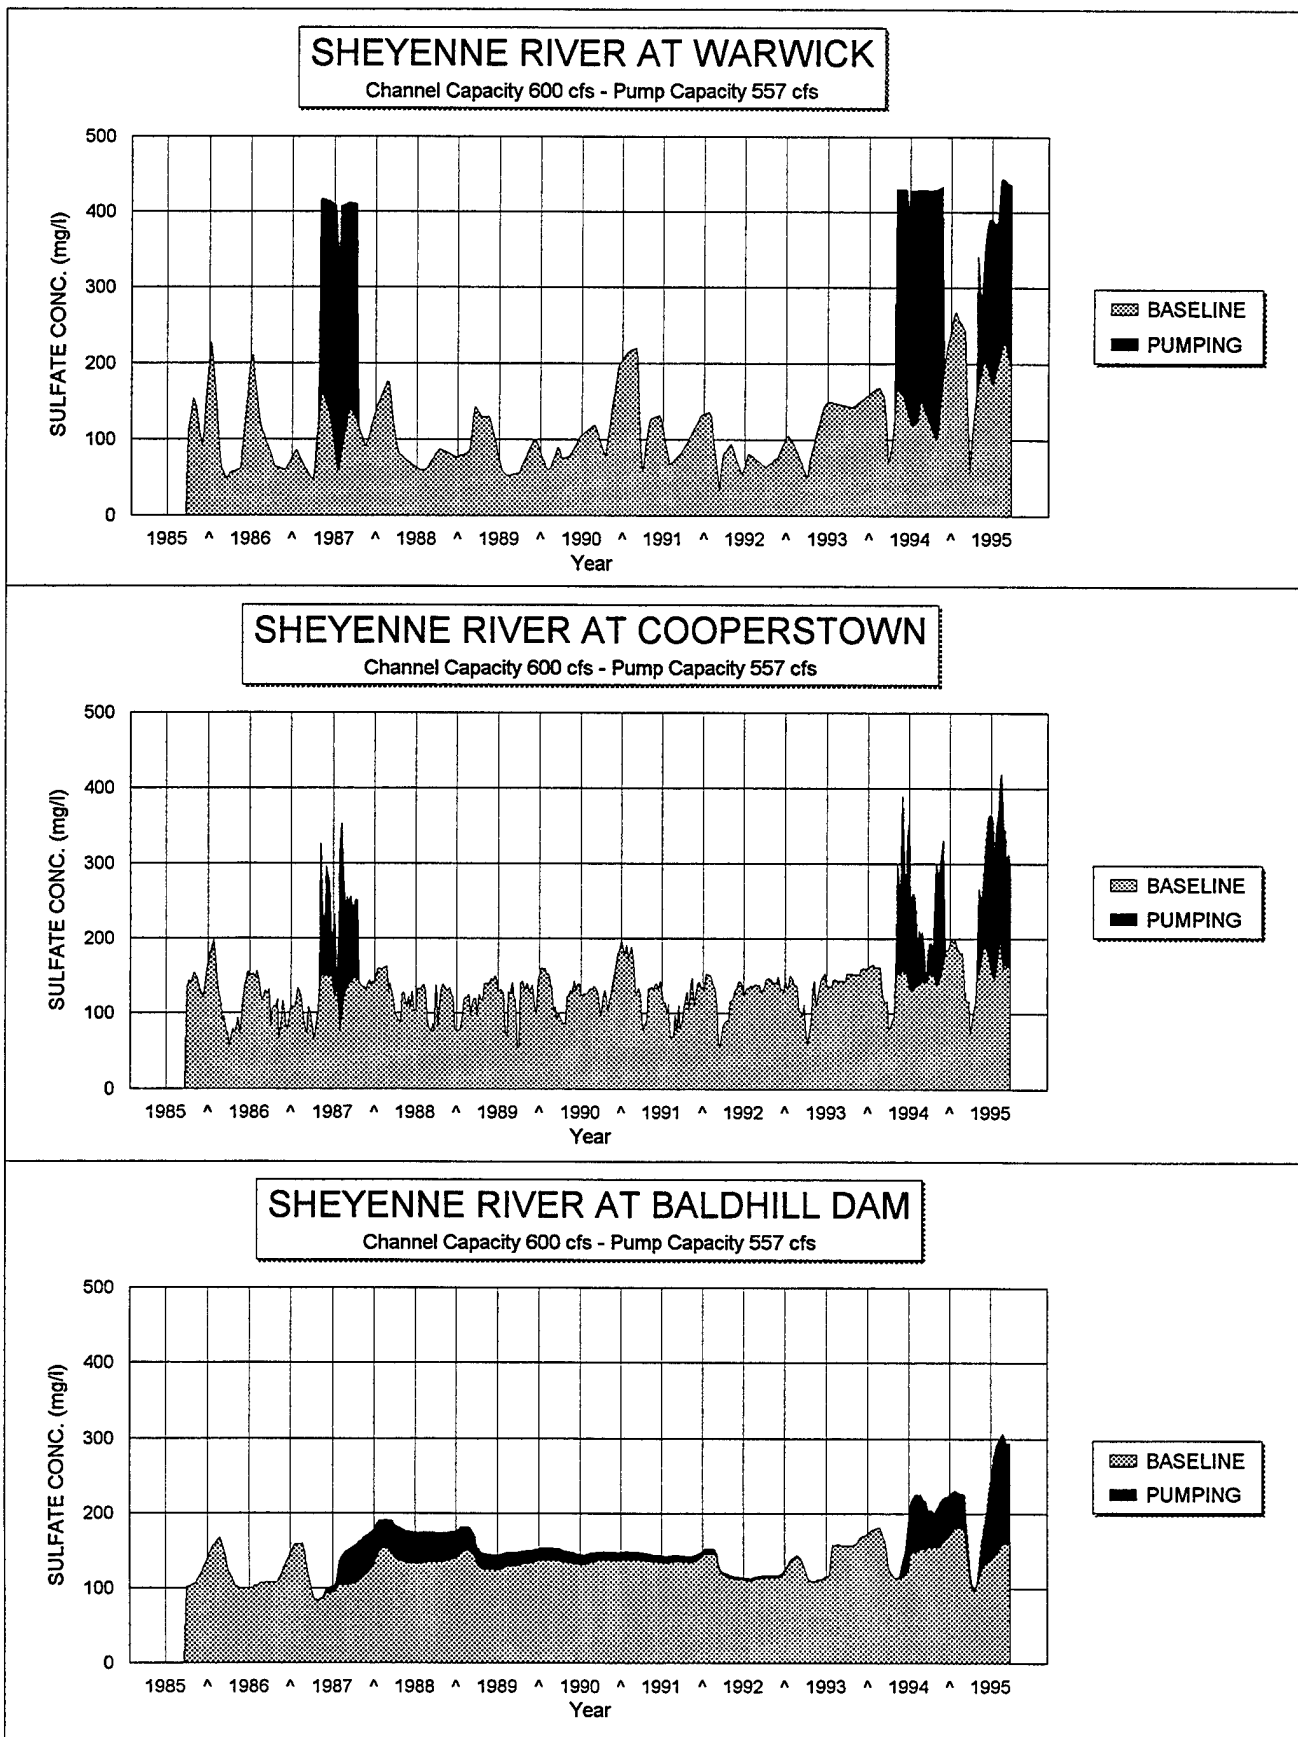 SHEYENNE RIVER AT WARWICK
Channel Capacity 600 cfs - Pump Capacity 557 cfs
500
400
300
200
100
0
SULFATE CONC. (mg/l)
1985 ^ 1986 ^ 1987 ^ 1988 ^ 1989 ^ 1990 ^ 1991 ^ 1992 ^ 1993 ^ 1994 ^ 1995
Year
BASELINE
PUMPING
SHEYENNE RIVER AT COOPERSTOWN
Channel Capacity 600 cfs - Pump Capacity 557 cfs
500
400
300
200
100
0
SULFATE CONC. (mg/l)
1985 ^ 1986 ^ 1987 ^ 1988 ^ 1989 ^ 1990 ^ 1991 ^ 1992 ^ 1993 ^ 1994 ^ 1995
Year
BASELINE
PUMPING
SHEYENNE RIVER AT BALDHILL DAM
Channel Capacity 600 cfs - Pump Capacity 557 cfs
500
400
300
200
100
0
SULFATE CONC. (mg/l)
1985 ^ 1986 ^ 1987 ^ 1988 ^ 1989 ^ 1990 ^ 1991 ^ 1992 ^ 1993 ^ 1994 ^ 1995
Year
BASELINE
PUMPING